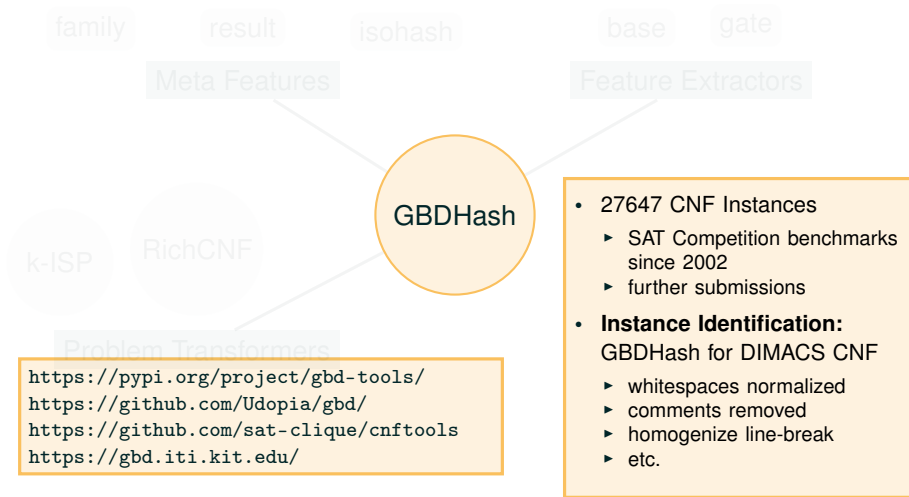 family result isohash base gate
Meta Features Feature Extractors
GBDHash
k-ISP RichCNF
Problem Transformers
https://pypi.org/project/gbd-tools/
https://github.com/Udopia/gbd/
https://github.com/sat-clique/cnftools
https://gbd.iti.kit.edu/
• 27647 CNF Instances
► SAT Competition benchmarks
since 2002
► further submissions
• Instance Identification:
GBDHash for DIMACS CNF
► whitespaces normalized
► comments removed
► homogenize line-break
► etc.